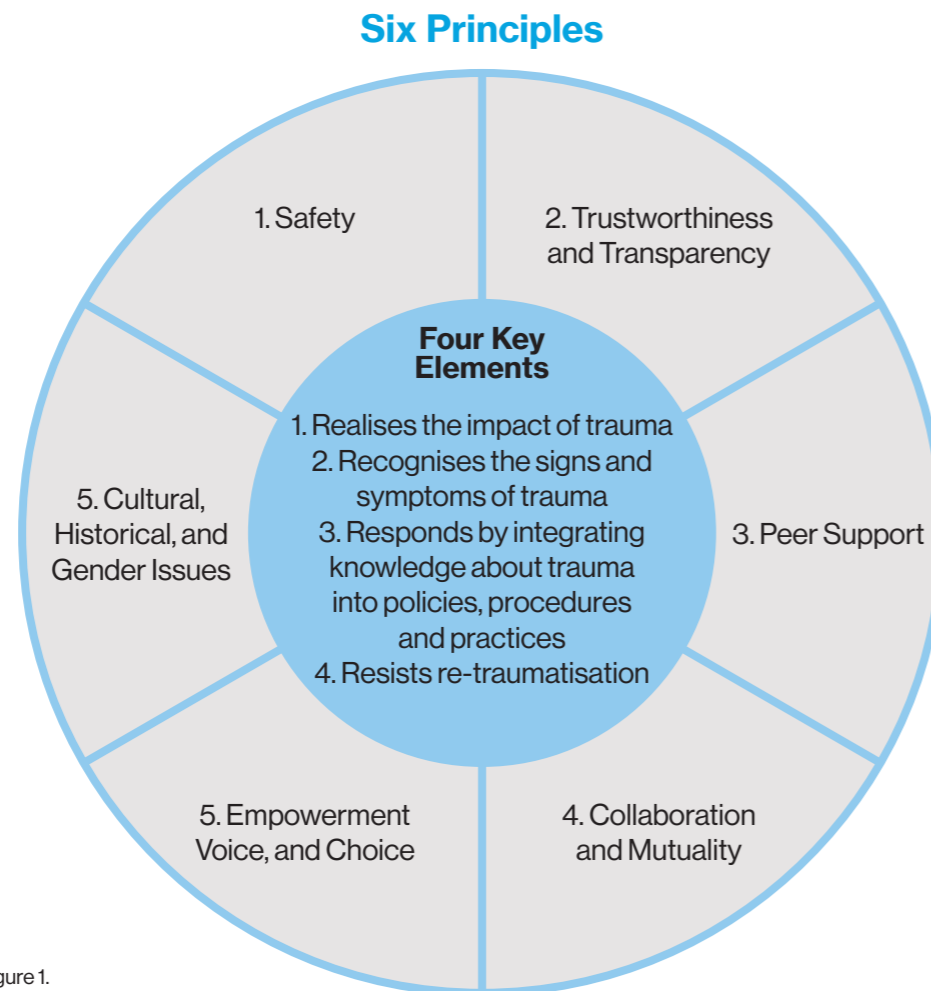 Six Principles
1. Safety
2. Trustworthiness
and Transparency
3. Peer Support
4. Collaboration
and Mutuality
5. Empowerment
Voice, and Choice
5. Cultural,
Historical, and
Gender Issues
Four Key
Elements
1. Realises the impact of trauma
2. Recognises the signs and
symptoms of trauma
3. Responds by integrating
knowledge about trauma
into policies, procedures
and practices
4. Resists re-traumatisation
gure 1.